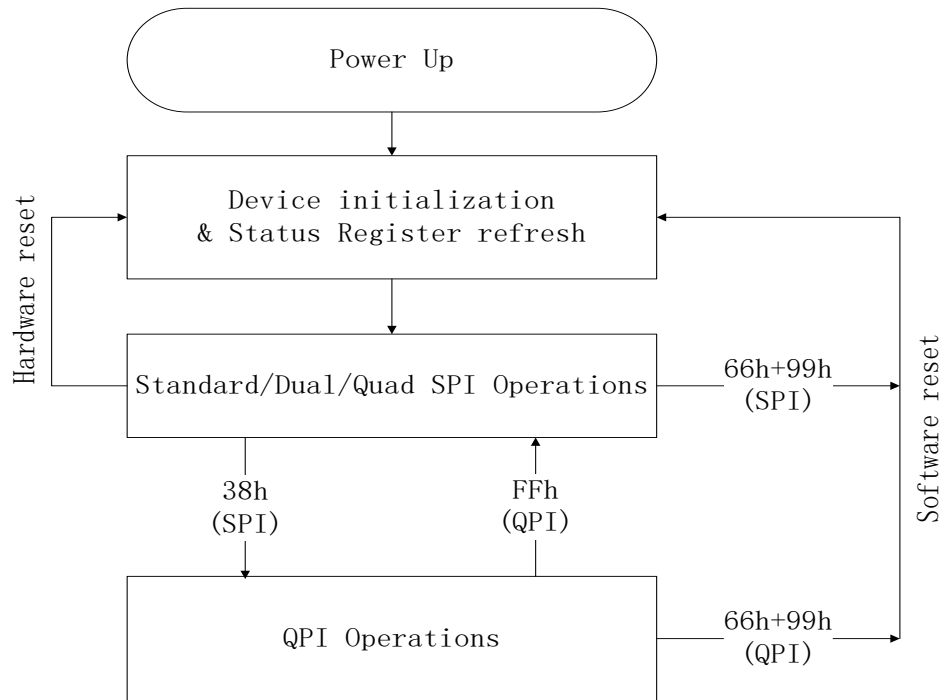 Power Up
Device initialization
& Status Register refresh
Hardware reset
Standard/Dual/Quad SPI Operations
66h+99h
(SPI)
Software reset
38h
(SPI)
FFh
(QPI)
QPI Operations
66h+99h
(QPI)